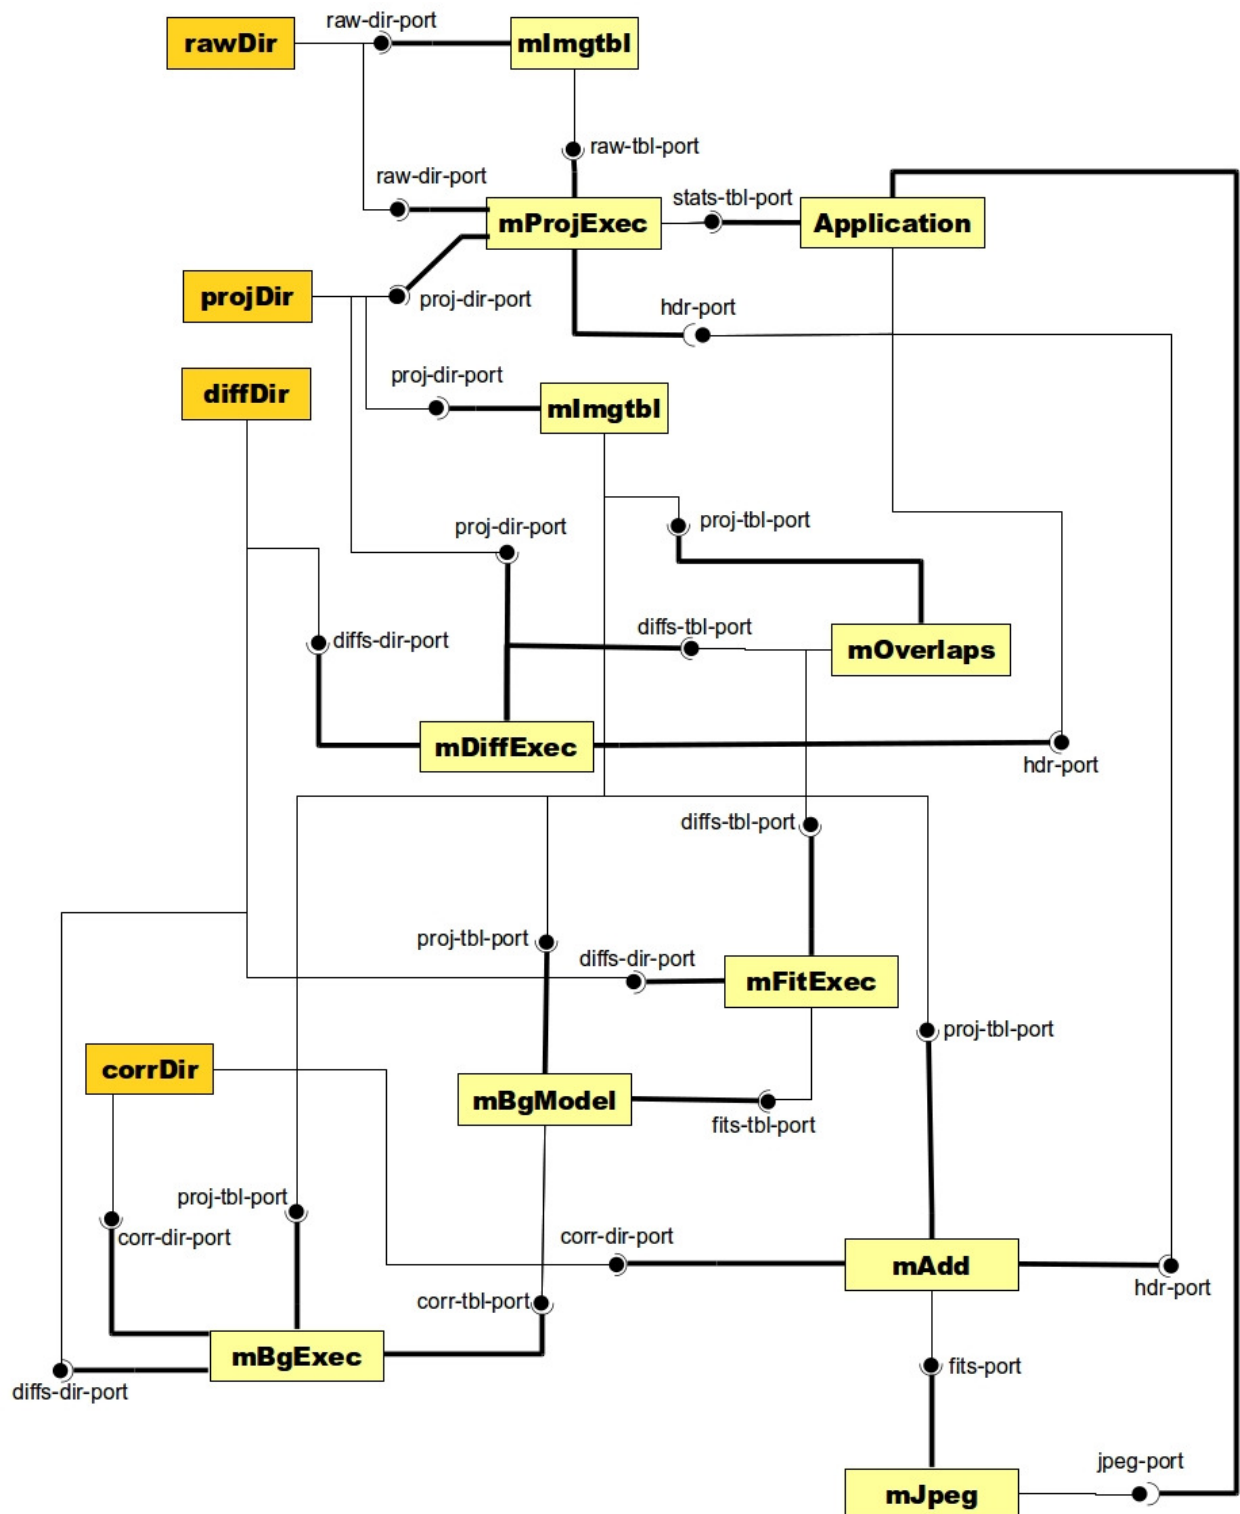 raw-dir-port
rawDir
mImgtbl
raw-tbl-port
raw-dir-port
stats-tbl-port
mProjExec
Application
projDir
proj-dir-port
hdr-port
diffDir
proj-dir-port
mImgtbl
proj-dir-port
proj-tbl-port
diffs-dir-port
diffs-tbl-port
mOverlaps
mDiffExec
hdr-port
diffs-tbl-port
proj-tbl-port
diffs-dir-port
mFitExec
proj-tbl-port
corrDir
mBgModel
fits-tbl-port
proj-tbl-port
corr-dir-port
corr-dir-port
mAdd
hdr-port
corr-tbl-port
mBgExec
diffs-dir-port
fits-port
jpeg-port
mJpeg